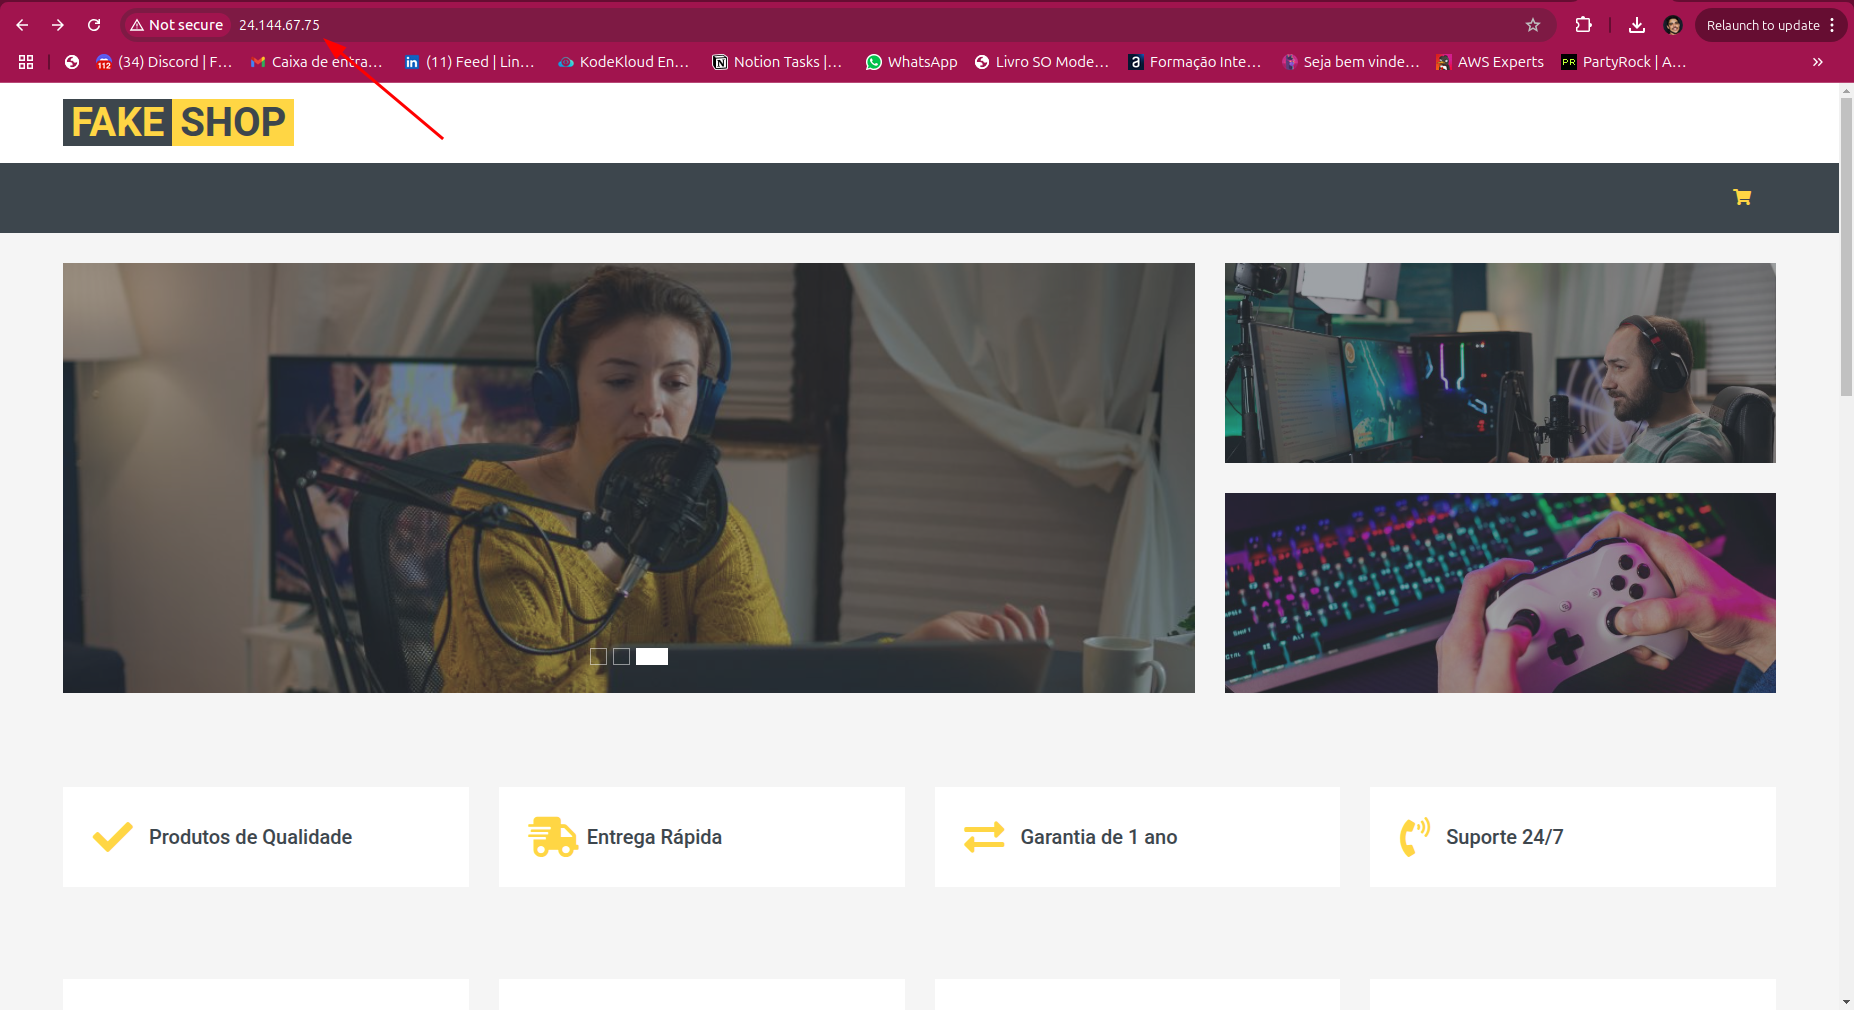 Not secure 24.144.67.75 Relaunch to update
112 (34) Discord | F... Caixa de entra... (11) Feed | Lin... KodeKloud En... Notion Tasks |... WhatsApp Livro SO Mode... Formação Inte... Seja bem vinde... AWS Experts PR PartyRock | A... »
FAKE SHOP
Produtos de Qualidade Entrega Rápida Garantia de 1 ano Suporte 24/7